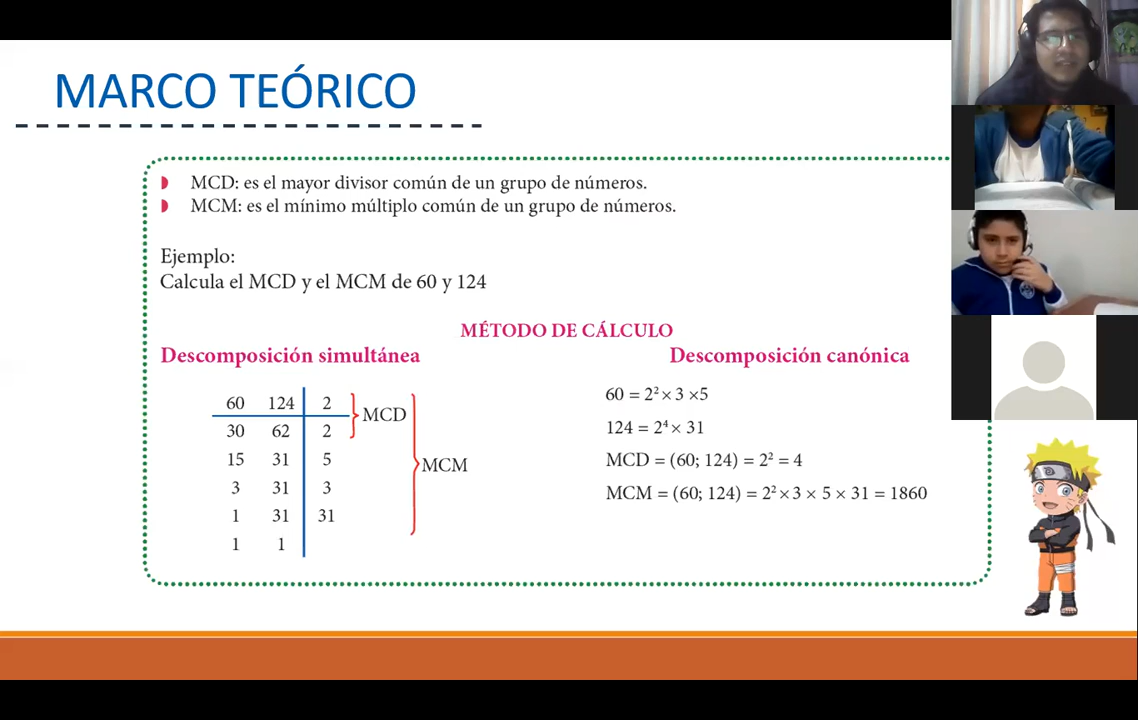 MARCO TEÓRICO
MCD: es el mayor divisor común de un grupo de números.
MCM: es el mínimo múltiplo común de un grupo de números.
Ejemplo:
Calcula el MCD y el MCM de 60 y 124
MÉTODO DE CÁLCULO
Descomposición simultánea
60 124 2
30 62 2
15 31 5
3 31 3
1 31 31
1 1
MCD
MCM
Descomposición canónica
60 = 2² × 3 ×5
124 = 2⁴ × 31
MCD = (60; 124) = 2² = 4
MCM = (60; 124) = 2² × 3 × 5 × 31 = 1860